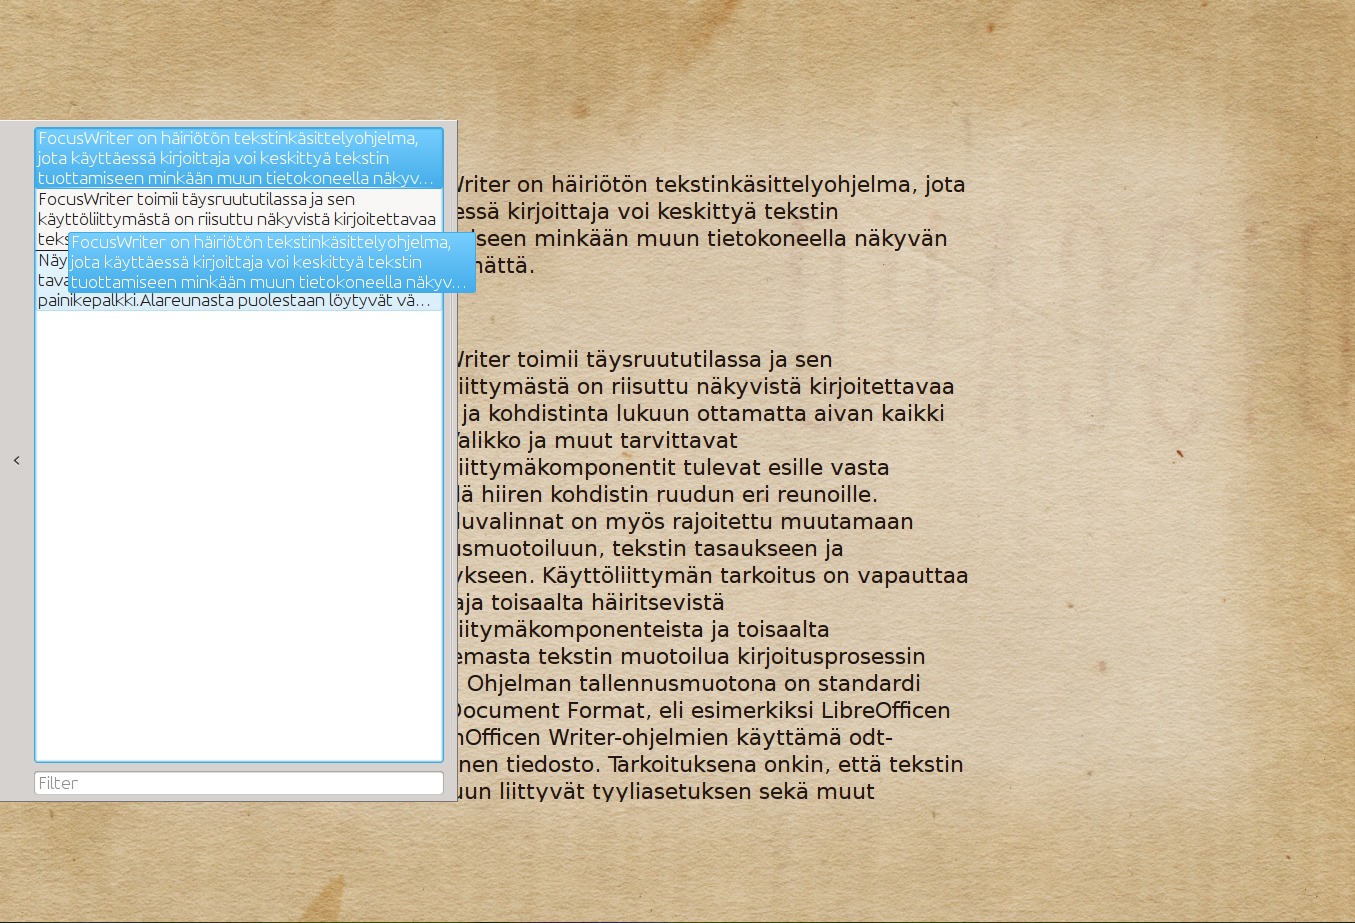 FocusWriter on häiriötön tekstinkäsittelyohjelma,
jota käyttäessä kirjoittaja voi keskittyä tekstin
tuottamiseen minkään muun tietokoneella näkyv…
FocusWriter toimii täysruututilassa ja sen
käyttöliittymästä on riisuttu näkyvistä kirjoitettavaa
FocusWriter on häiriötön tekstinkäsittelyohjelma,
jota käyttäessä kirjoittaja voi keskittyä tekstin
tuottamiseen minkään muun tietokoneella näkyv…
painikepalkki.Alareunasta puolestaan löytyvät vä…
<
Filter
Writer on häiriötön tekstinkäsittelyohjelma, jota
essä kirjoittaja voi keskittyä tekstin
iseen minkään muun tietokoneella näkyvän
mättä.
Writer toimii täysruututilassa ja sen
iittymästä on riisuttu näkyvistä kirjoitettavaa
ja kohdistinta lukuun ottamatta aivan kaikki
Valikko ja muut tarvittavat
iittymäkomponentit tulevat esille vasta
lä hiiren kohdistin ruudun eri reunoille.
luvalinnat on myös rajoitettu muutamaan
usmuotoiluun, tekstin tasaukseen ja
ykseen. Käyttöliittymän tarkoitus on vapauttaa
aja toisaalta häiritsevistä
iitymäkomponenteista ja toisaalta
emasta tekstin muotoilua kirjoitusprosessin
. Ohjelman tallennusmuotona on standardi
Document Format, eli esimerkiksi LibreOfficen
nOfficen Writer-ohjelmien käyttämä odt-
nen tiedosto. Tarkoituksena onkin, että tekstin
uun liittyvät tyyliasetuksen sekä muut